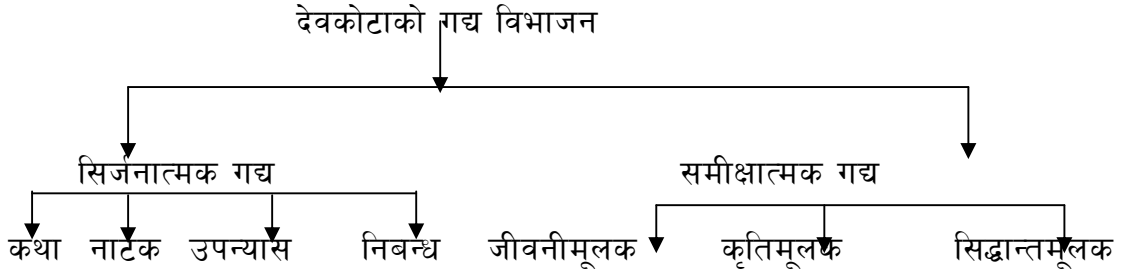 देवकोटाको गद्य विभाजन
सिर्जनात्मक गद्य समीक्षात्मक गद्य
कथा नाटक उपन्यास निबन्ध जीवनीमूलक कृतिमूलक सिद्धान्तमूलक